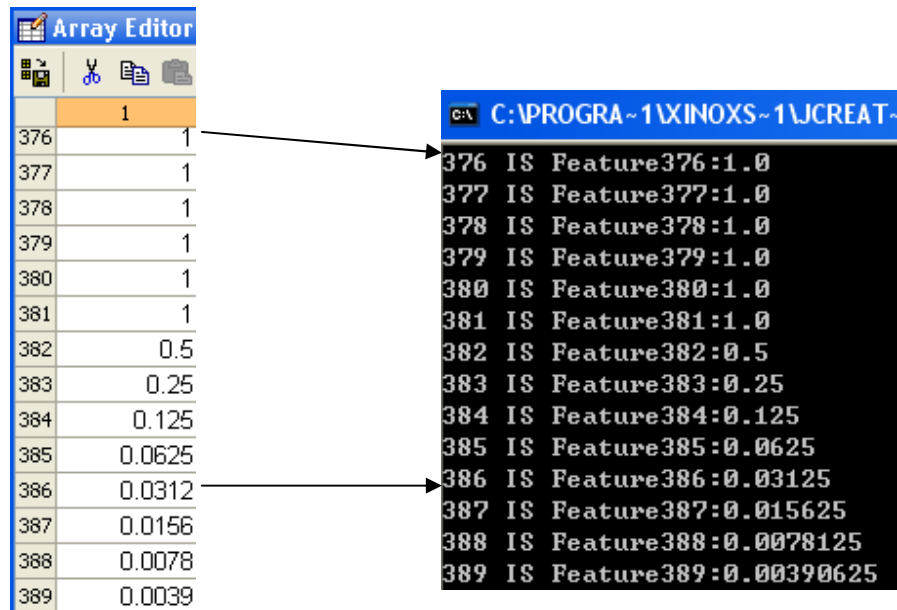 Array Editor
1
376 1
377 1
378 1
379 1
380 1
381 1
382 0.5
383 0.25
384 0.125
385 0.0625
386 0.0312
387 0.0156
388 0.0078
389 0.0039
C:\PROGRA~1\XINOXS~1\JCREAT~
376 IS Feature376:1.0
377 IS Feature377:1.0
378 IS Feature378:1.0
379 IS Feature379:1.0
380 IS Feature380:1.0
381 IS Feature381:1.0
382 IS Feature382:0.5
383 IS Feature383:0.25
384 IS Feature384:0.125
385 IS Feature385:0.0625
386 IS Feature386:0.03125
387 IS Feature387:0.015625
388 IS Feature388:0.0078125
389 IS Feature389:0.00390625